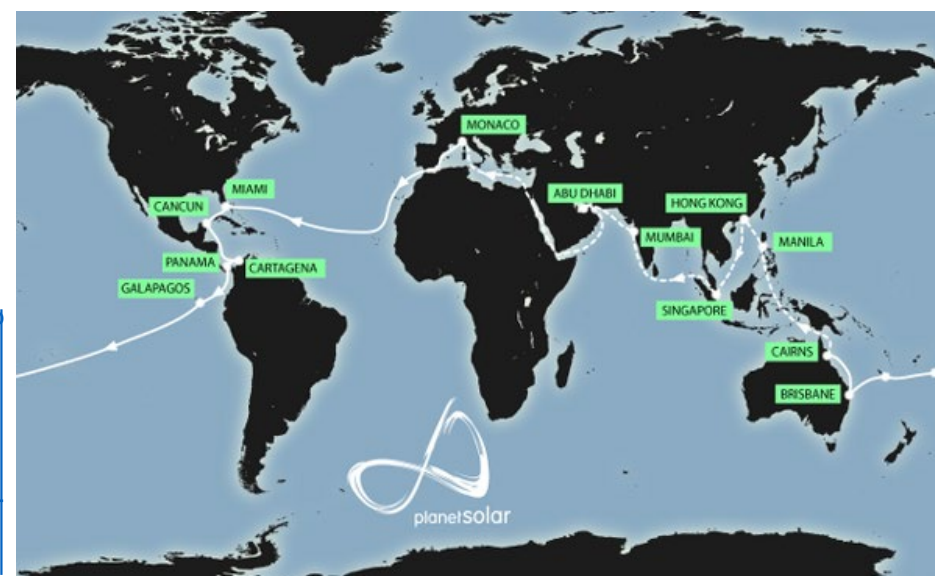 MONACO
ABU DHABI
MIAMI
HONG KONG
CANCUN
MUMBAI
MANILA
PANAMA
CARTAGENA
GALAPAGOS
SINGAPORE
CAIRNS
BRISBANE
planetsolar